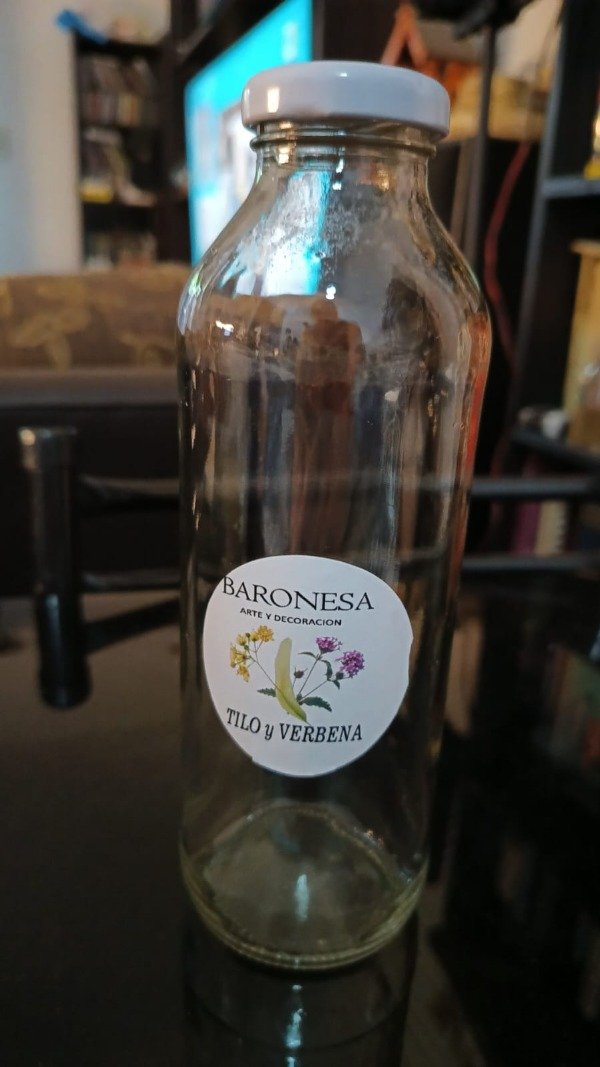 BARONESA
ARTE Y DECORACION
TILO y VERBENA